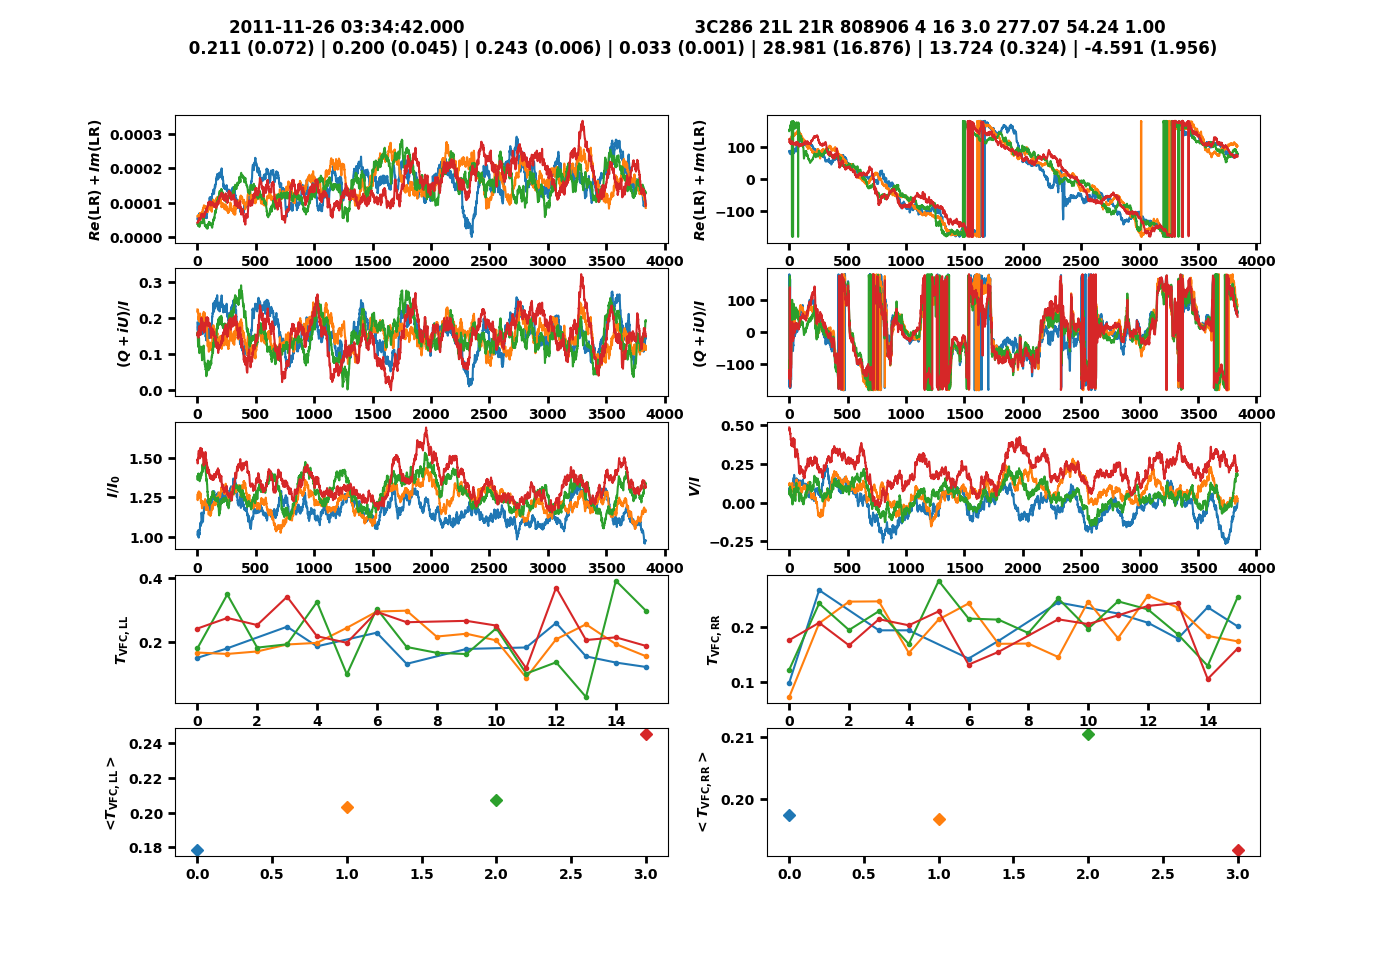 2011-11-26 03:34:42.000 3C286 21L 21R 808906 4 16 3.0 277.07 54.24 1.00
0.211 (0.072) | 0.200 (0.045) | 0.243 (0.006) | 0.033 (0.001) | 28.981 (16.876) | 13.724 (0.324) | -4.591 (1.956)
Re(LR) + Im(LR)
0.0003
0.0002
0.0001
0.0000
0 500 1000 1500 2000 2500 3000 3500 4000
Re(LR) + Im(LR)
100
0
−100
0 500 1000 1500 2000 2500 3000 3500 4000
(Q + iU)/I
0.3
0.2
0.1
0.0
0 500 1000 1500 2000 2500 3000 3500 4000
(Q + iU)/I
100
0
−100
0 500 1000 1500 2000 2500 3000 3500 4000
I/I0
1.50
1.25
1.00
0 500 1000 1500 2000 2500 3000 3500 4000
V/I
0.50
0.25
0.00
−0.25
0 500 1000 1500 2000 2500 3000 3500 4000
TVFC, LL
0.4
0.2
0 2 4 6 8 10 12 14
TVFC, RR
0.2
0.1
0 2 4 6 8 10 12 14
<TVFC, LL >
0.24
0.22
0.20
0.18
0.0 0.5 1.0 1.5 2.0 2.5 3.0
< TVFC, RR >
0.21
0.20
0.0 0.5 1.0 1.5 2.0 2.5 3.0